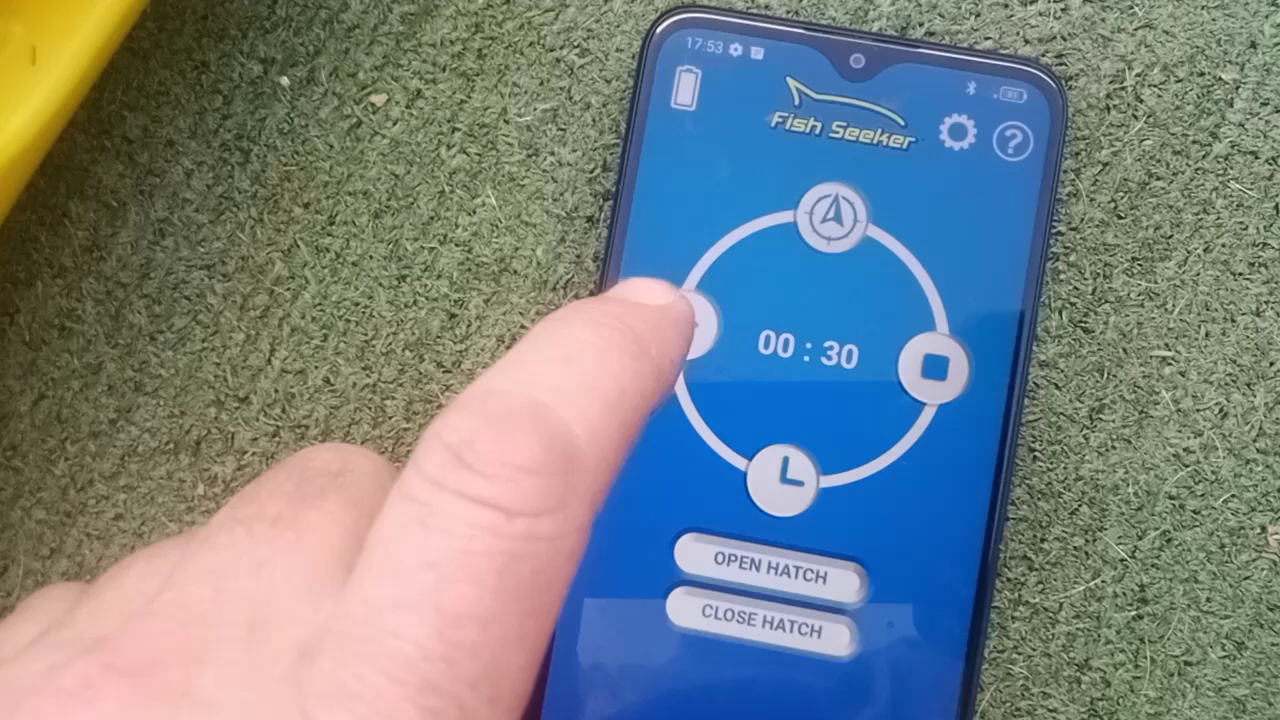 17:53
Fish Seeker
?
00 : 30
OPEN HATCH
CLOSE HATCH